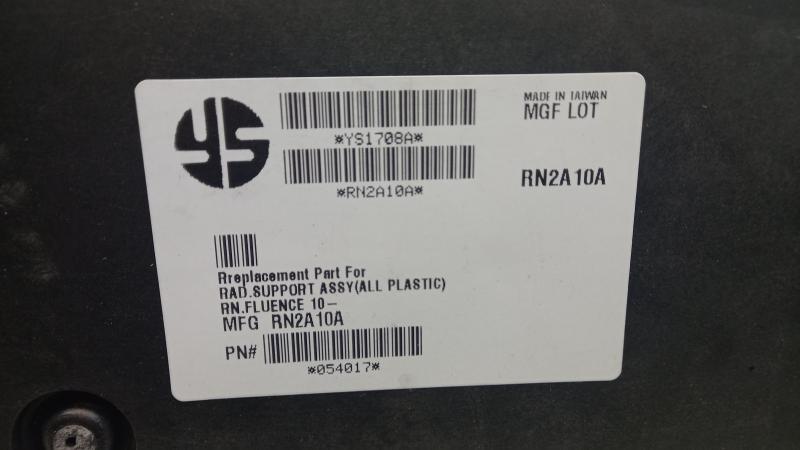 YS
*YS1708A*
*RN2A10A*
MADE IN TAIWAN
MGF LOT
RN2A10A
Rreplacement Part For
RAD.SUPPORT ASSY(ALL PLASTIC)
RN.FLUENCE 10-
MFG RN2A10A
PN#
*054017*